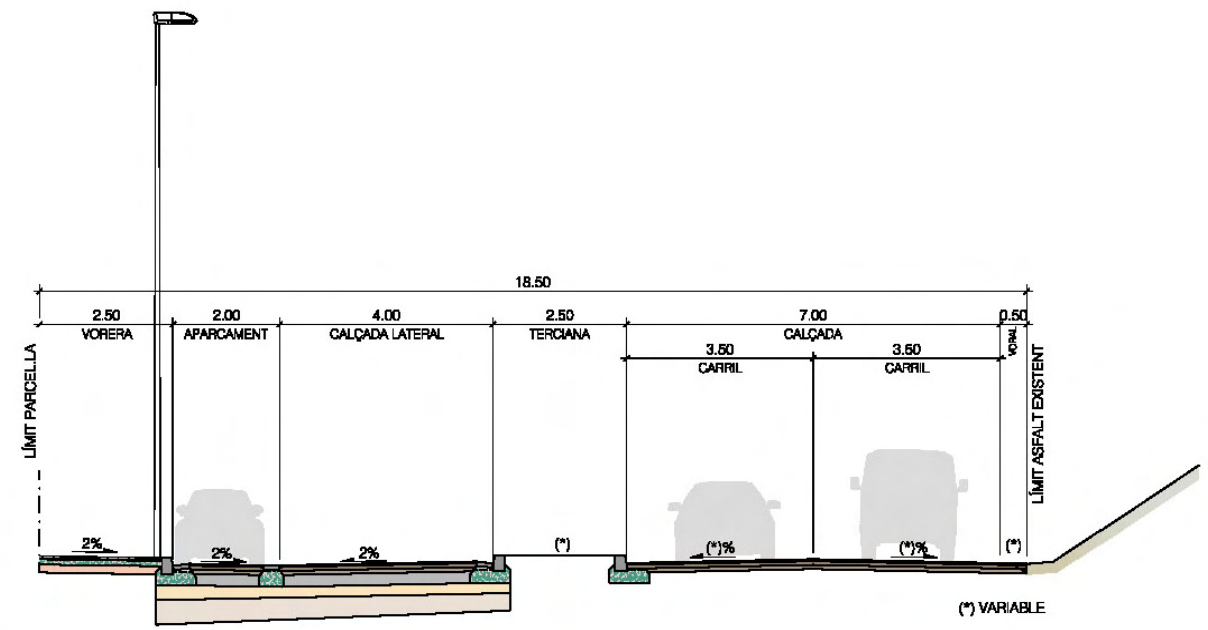 18.50
2.50 2.00 4.00 2.50 7.00 0.50
VORERA APARCAMENT CALÇADA LATERAL TERCIANA CALÇADA VORAL
3.50 3.50
CARRIL CARRIL
LÍMIT PARCEL.LA
LÍMIT ASFALT EXISTENT
2% 2% 2% (*) (*)% (*)% (*)
(*) VARIABLE